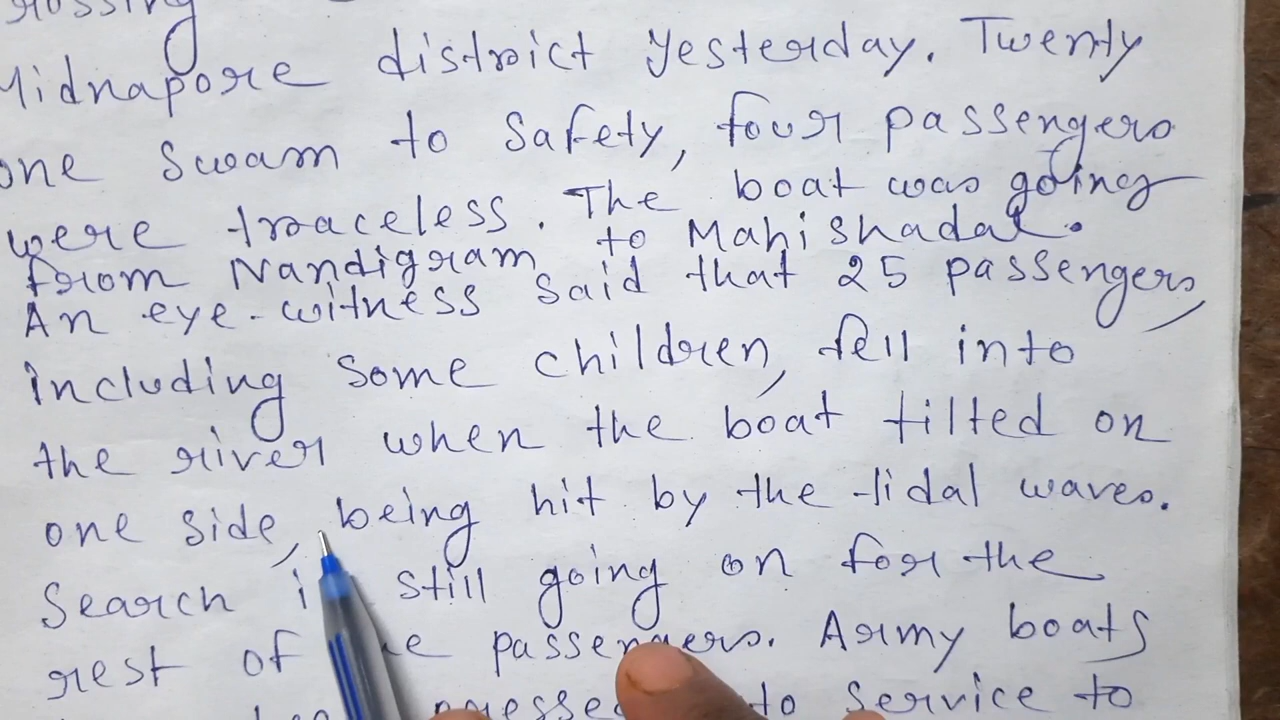 Midnapore district yesterday. Twenty
one swam to safety, four passengers
were traceless. The boat was going
from Nandigram to Mahishadal.
An eye-witness said that 25 passengers,
including some children, fell into
the river when the boat tilted on
one side, being hit by the tidal waves.
Search still going on for the
rest of passengers. Army boats
to service to